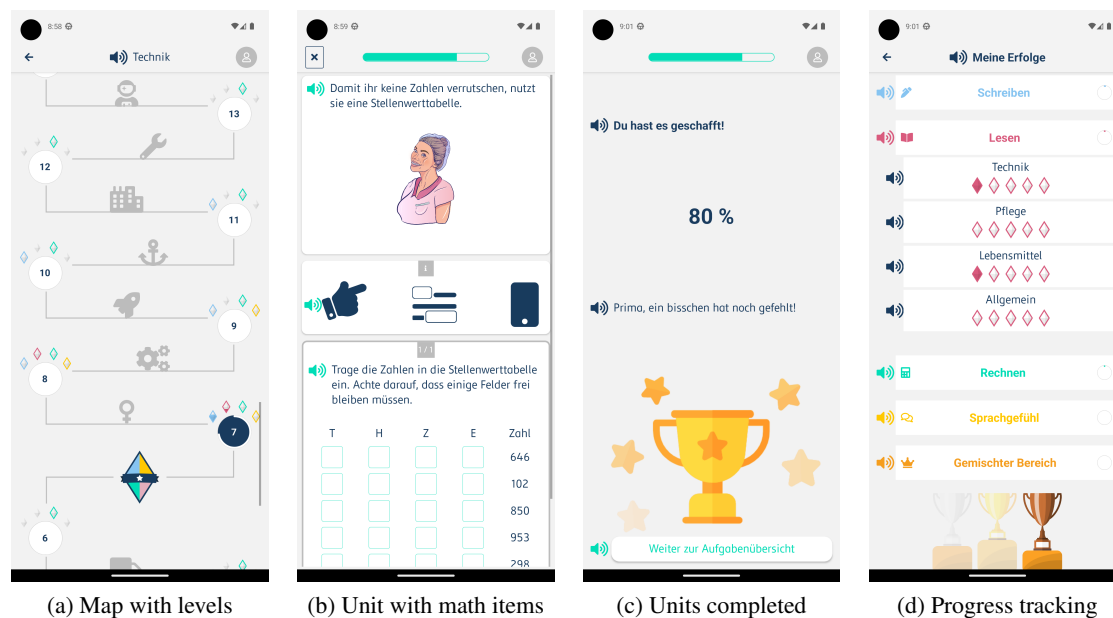 8:58
Technik
13
12
11
10
9
8
7
6
(a) Map with levels
8:59
Damit ihr keine Zahlen verrutschen, nutzt
sie eine Stellenwerttabelle.
1/1
Trage die Zahlen in die Stellenwerttabelle
ein. Achte darauf, dass einige Felder frei
bleiben müssen.
T H Z E Zahl
646
102
850
953
298
(b) Unit with math items
9:01
Du hast es geschafft!
80 %
Prima, ein bisschen hat noch gefehlt!
Weiter zur Aufgabenübersicht
(c) Units completed
9:01
Meine Erfolge
Schreiben
Lesen
Technik
Pflege
Lebensmittel
Allgemein
Rechnen
Sprachgefühl
Gemischter Bereich
(d) Progress tracking